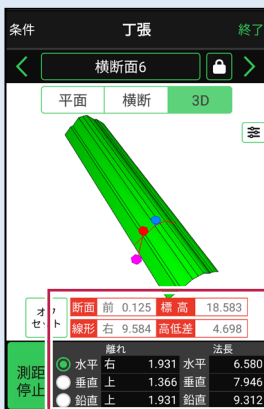 条件 丁張 終了
横断面6
平面 横断 3D
オフセット
断面 前 0.125 標高 18.583
線形 右 9.584 高低差 4.698
離れ 法長
測距停止
水平 右 1.931 水平 6.580
垂直 上 1.366 垂直 7.946
鉛直 上 1.931 鉛直 9.312